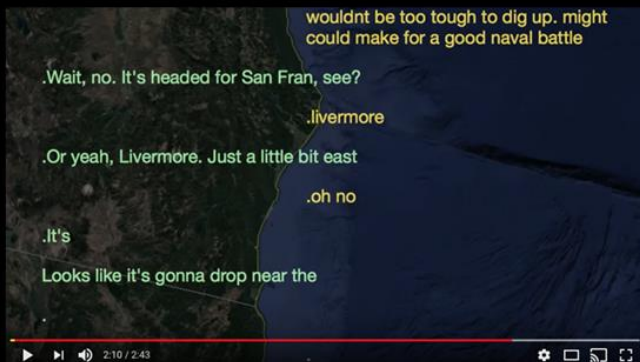 wouldnt be too tough to dig up. might
could make for a good naval battle
.Wait, no. It's headed for San Fran, see?
.livermore
.Or yeah, Livermore. Just a little bit east
.oh no
.It's
Looks like it's gonna drop near the
.
2:10 / 2:43